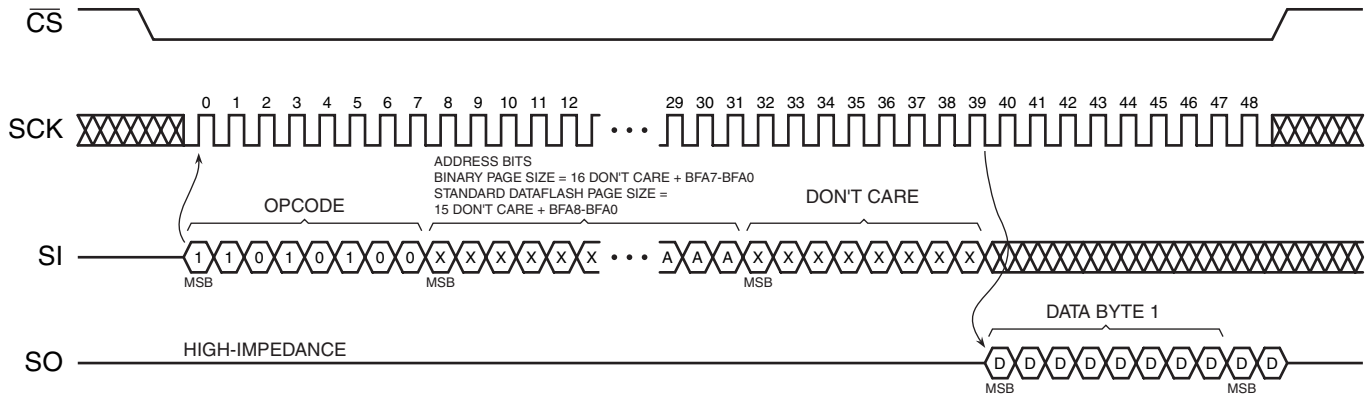 CS
SCK
0 1 2 3 4 5 6 7 8 9 10 11 12 • • • 29 30 31 32 33 34 35 36 37 38 39 40 41 42 43 44 45 46 47 48
ADDRESS BITS
BINARY PAGE SIZE = 16 DON'T CARE + BFA7-BFA0
STANDARD DATAFLASH PAGE SIZE =
15 DON'T CARE + BFA8-BFA0
OPCODE
DON'T CARE
SI
1 1 0 1 0 1 0 0 X X X X X X • • • A A A X X X X X X X X
MSB MSB MSB
DATA BYTE 1
SO
HIGH-IMPEDANCE
D D D D D D D D D D
MSB MSB